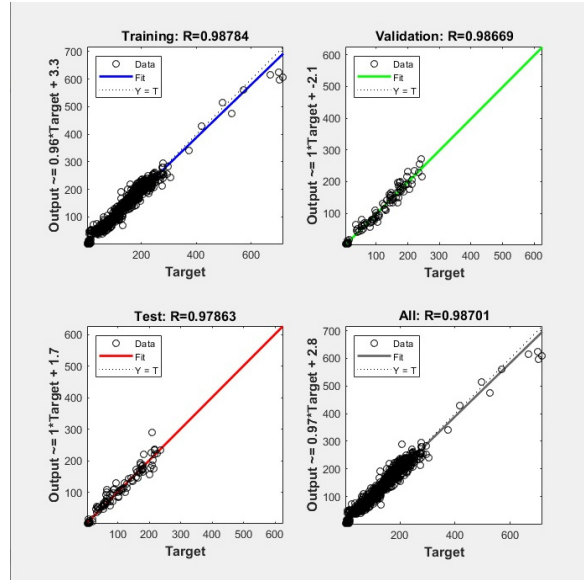 Training: R=0.98784
Output ~= 0.96*Target + 3.3
700
600
500
400
300
200
100
Data
Fit
Y = T
200
400
600
Target
Validation: R=0.98669
Output ~= 1*Target + -2.1
600
500
400
300
200
100
Data
Fit
Y = T
100
200
300
400
500
600
Target
Test: R=0.97863
Output ~= 1*Target + 1.7
600
500
400
300
200
100
Data
Fit
Y = T
200
400
600
Target
All: R=0.98701
Output ~= 0.97*Target + 2.8
700
600
500
400
300
200
100
Data
Fit
Y = T
200
400
600
Target